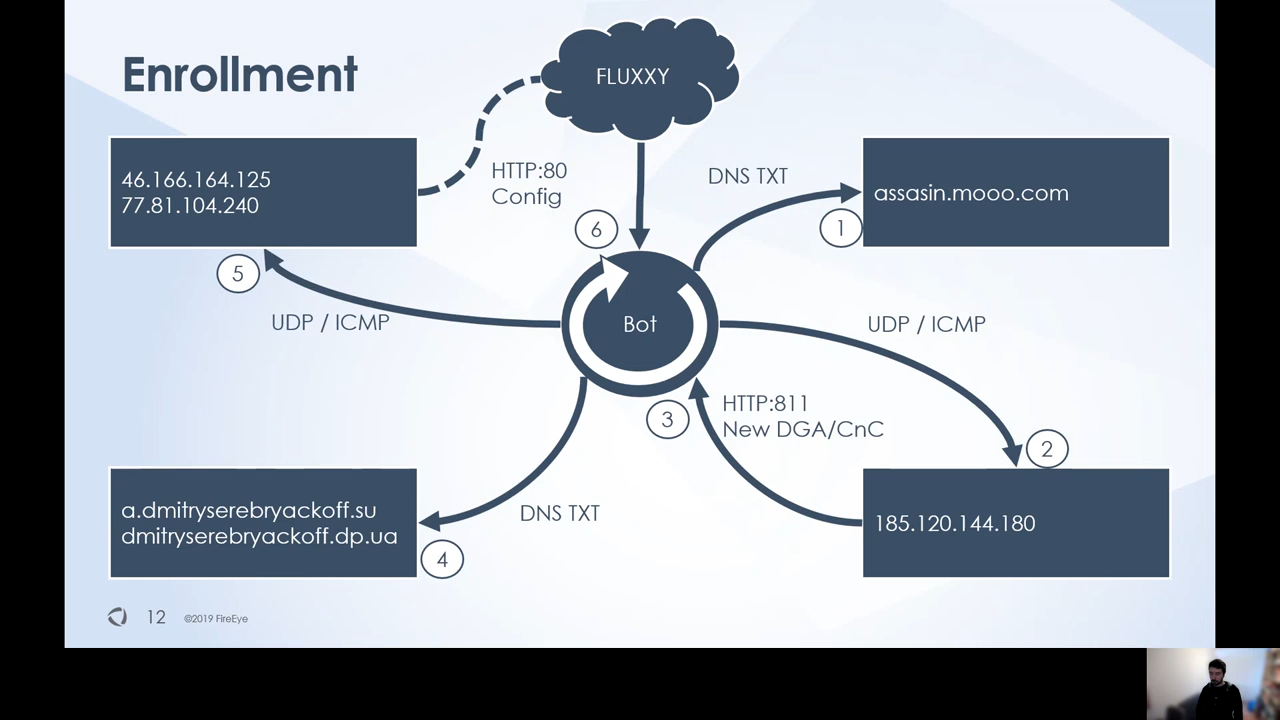 Enrollment
FLUXXY
46.166.164.125
77.81.104.240
HTTP:80
Config
DNS TXT
assasin.mooo.com
1
6
5
UDP / ICMP
Bot
UDP / ICMP
3
HTTP:811
New DGA/CnC
2
a.dmitryserebryackoff.su
dmitryserebryackoff.dp.ua
DNS TXT
4
185.120.144.180
12
©2019 FireEye